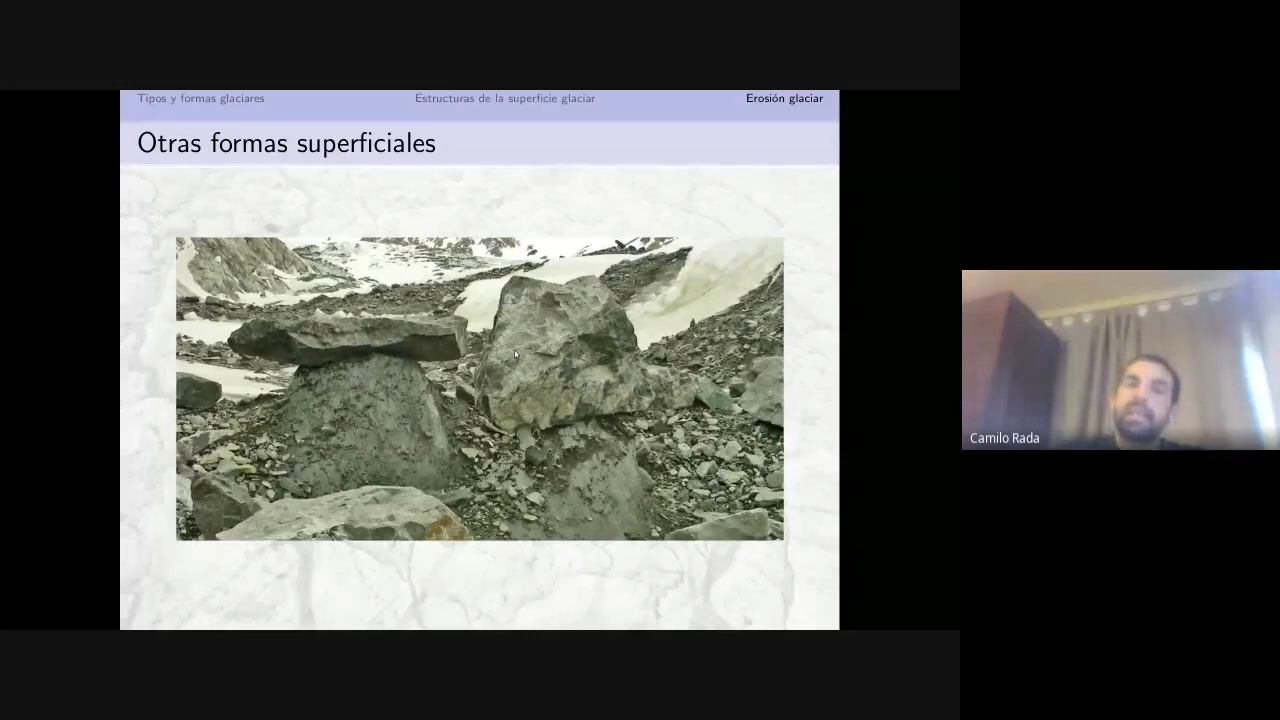 Tipos y formas glaciares
Estructuras de la superficie glaciar
Erosión glaciar
Otras formas superficiales
Camilo Rada